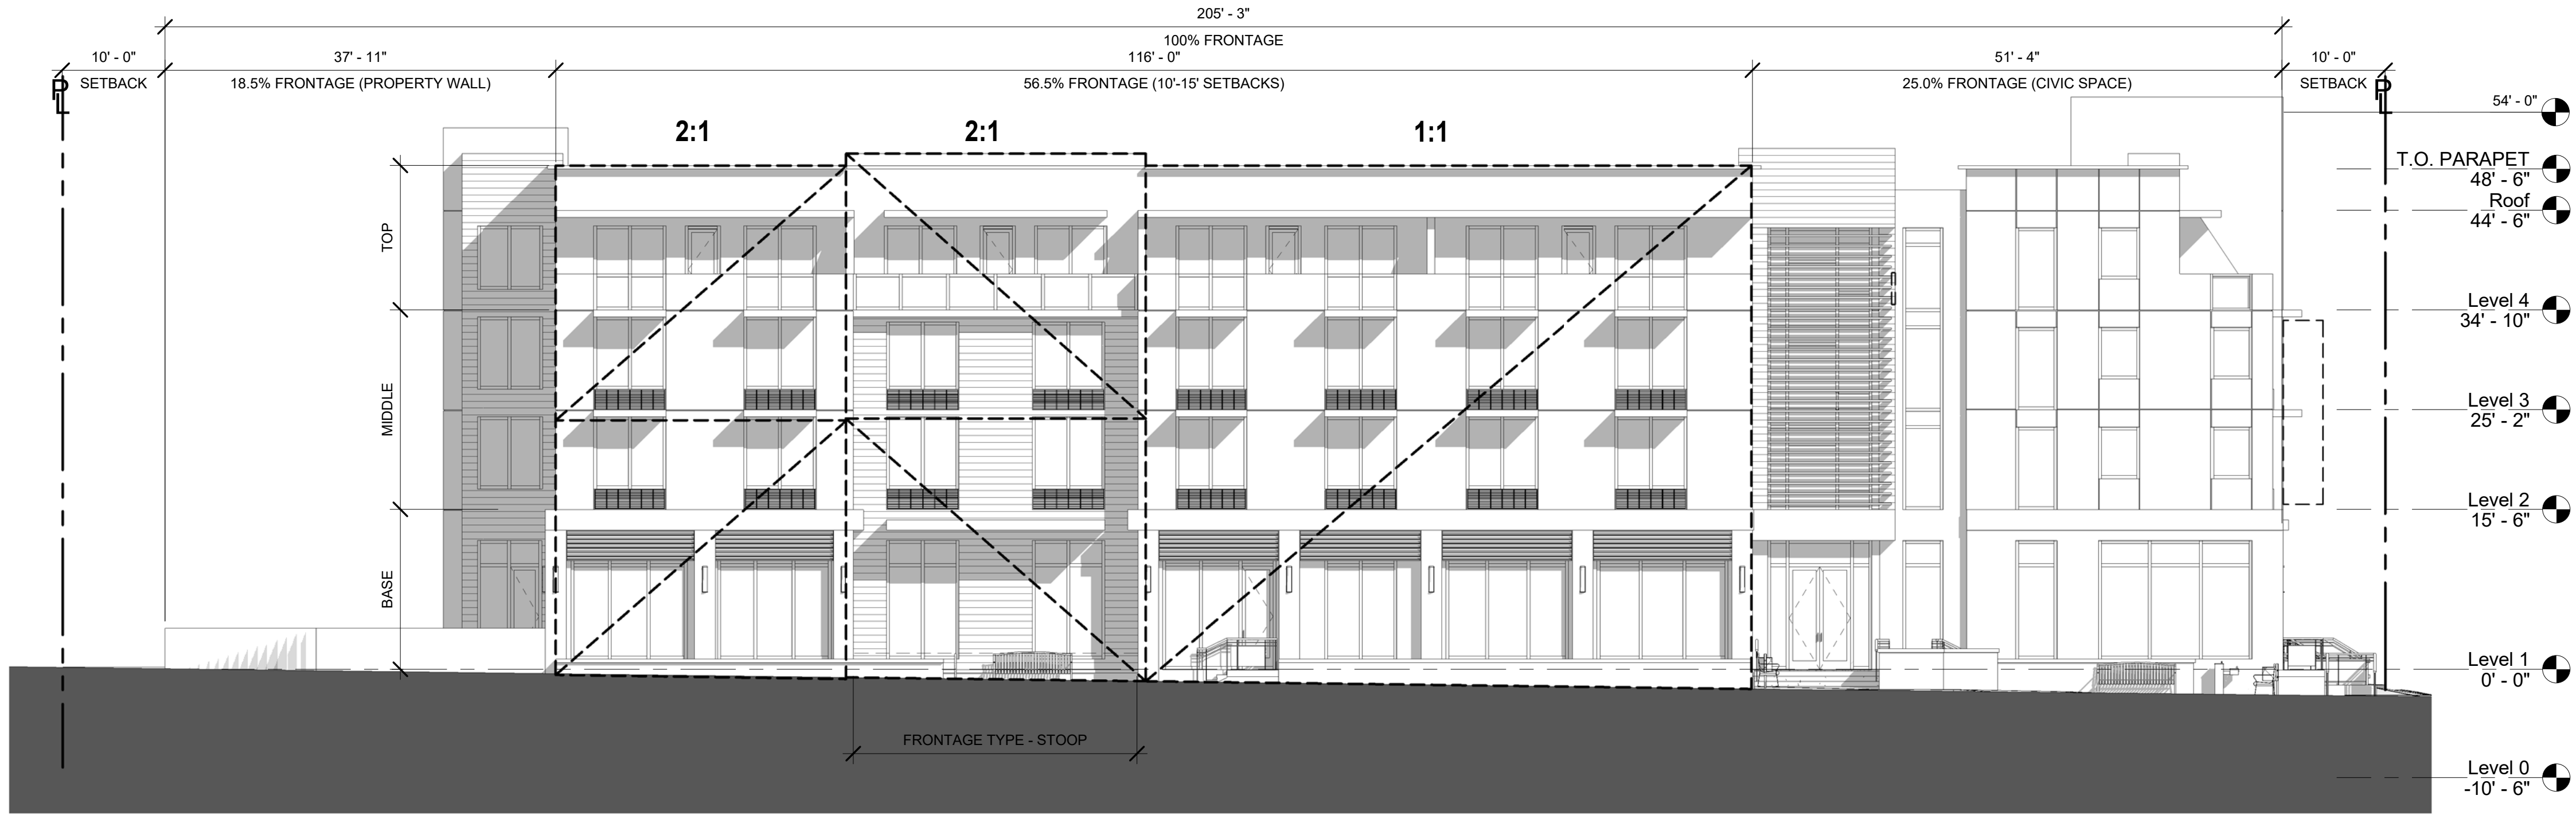 205' - 3"
100% FRONTAGE
10' - 0"
37' - 11"
116' - 0"
51' - 4"
10' - 0"
SETBACK
18.5% FRONTAGE (PROPERTY WALL)
56.5% FRONTAGE (10'-15' SETBACKS)
25.0% FRONTAGE (CIVIC SPACE)
SETBACK
PL
PL
54' - 0"
2:1
2:1
1:1
T.O. PARAPET
48' - 6"
Roof
44' - 6"
TOP
Level 4
34' - 10"
MIDDLE
Level 3
25' - 2"
Level 2
15' - 6"
BASE
Level 1
0' - 0"
FRONTAGE TYPE - STOOP
Level 0
-10' - 6"